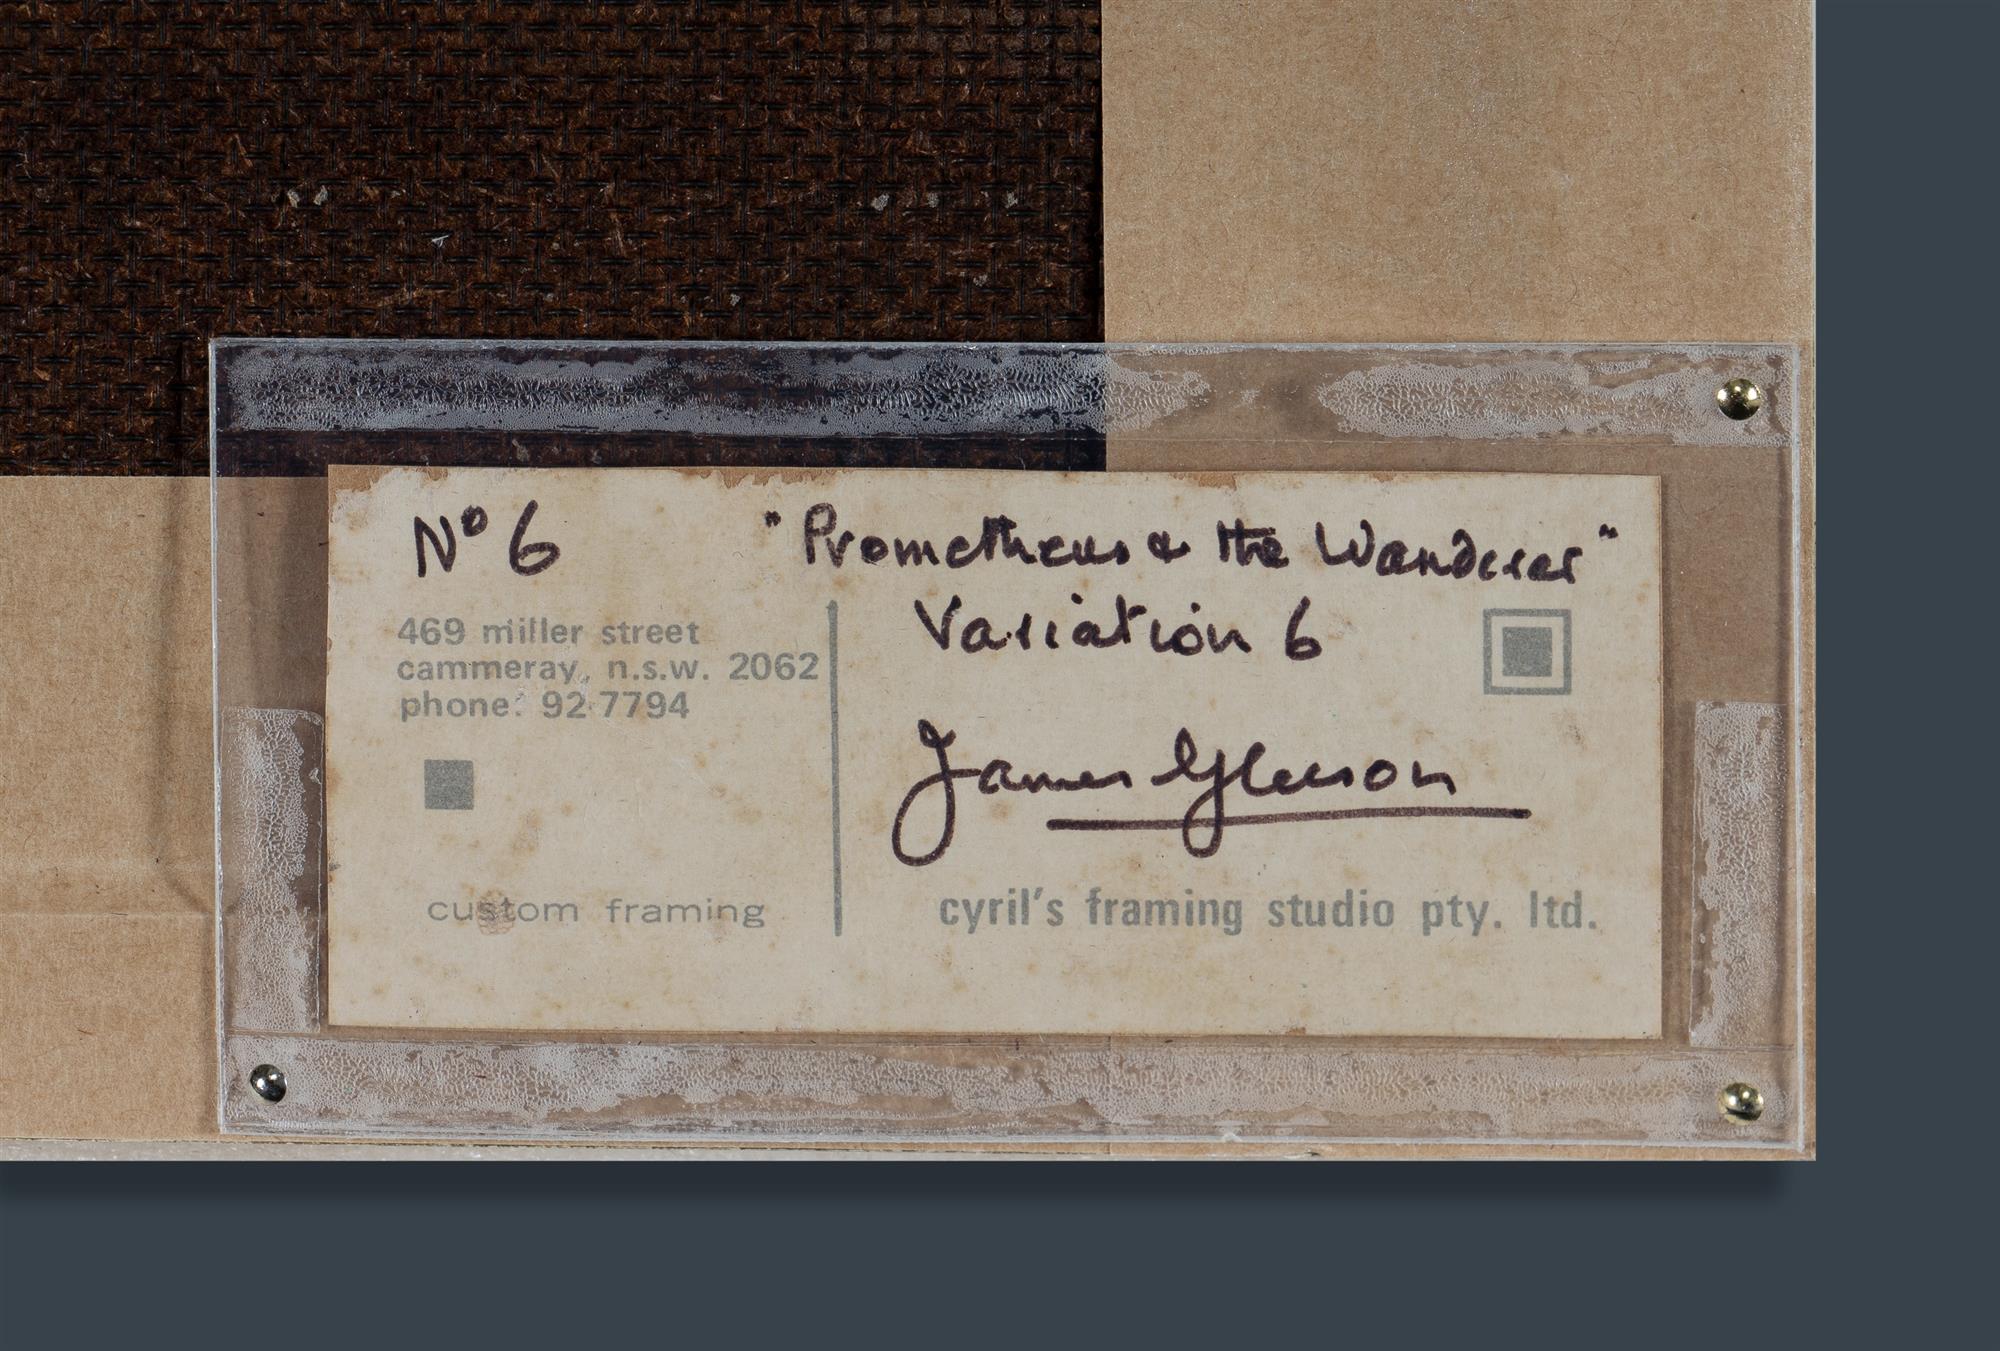 Nº 6 "Prometheus & the Wanderer"
Variation 6
469 miller street
cammeray, n.s.w. 2062
phone: 92-7794
James Gleeson
custom framing
cyril's framing studio pty. ltd.